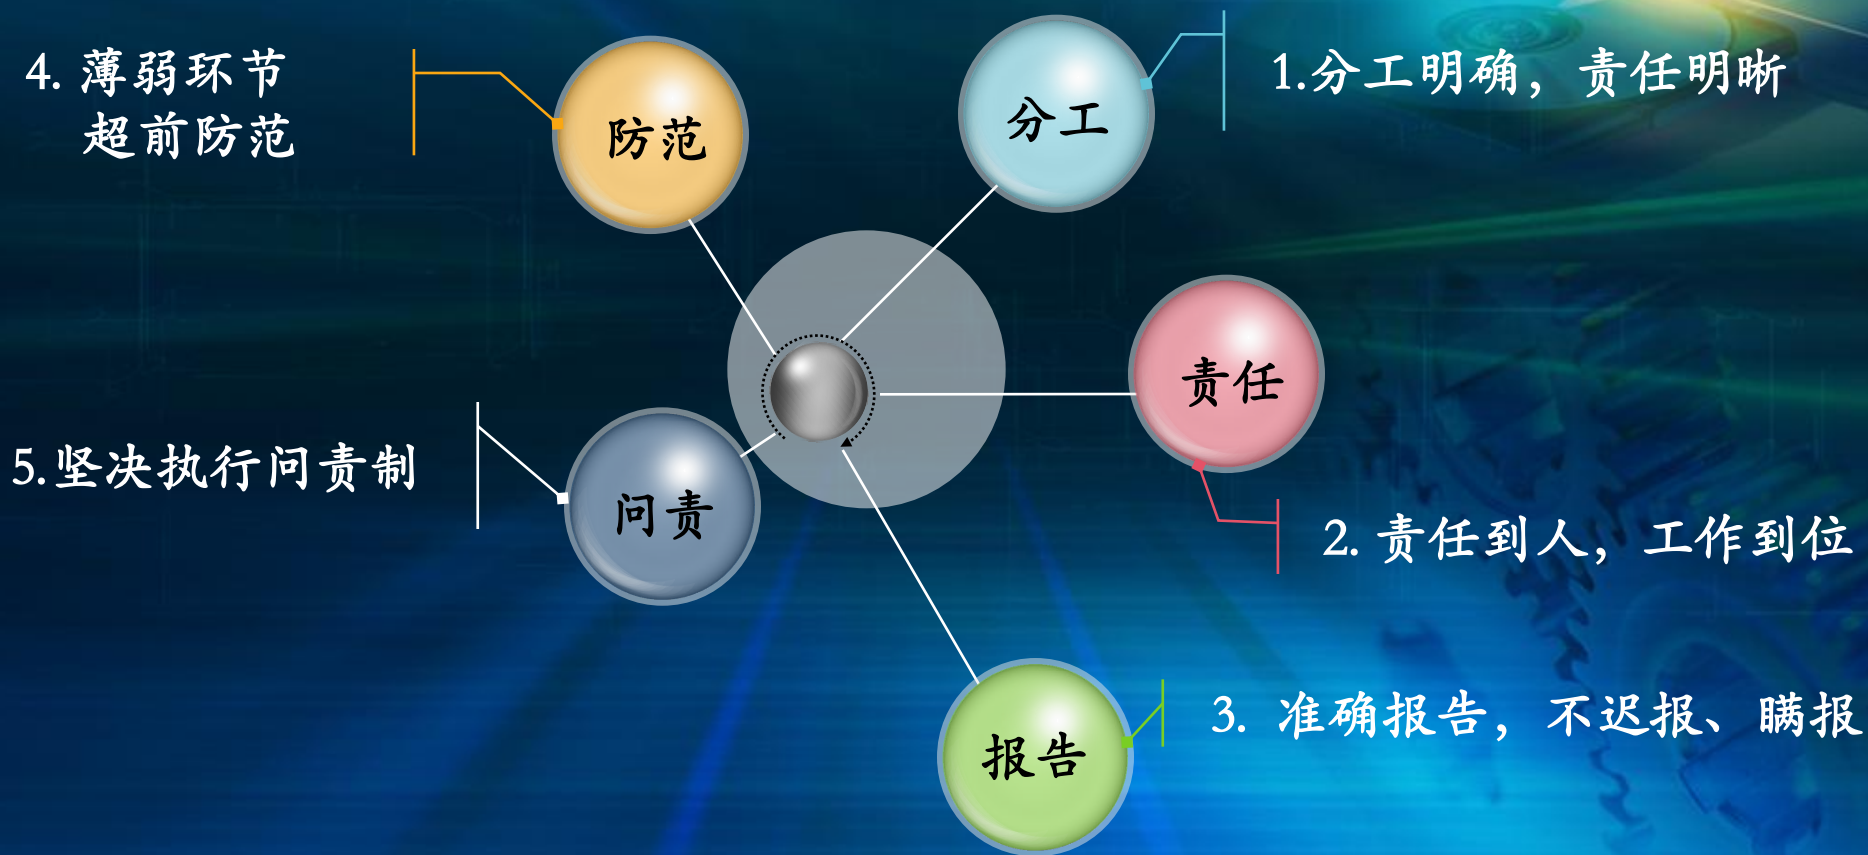 4. 薄弱环节
超前防范
防范
分工
1.分工明确，责任明晰
责任
5.坚决执行问责制
问责
2. 责任到人，工作到位
3. 准确报告，不迟报、瞒报
报告